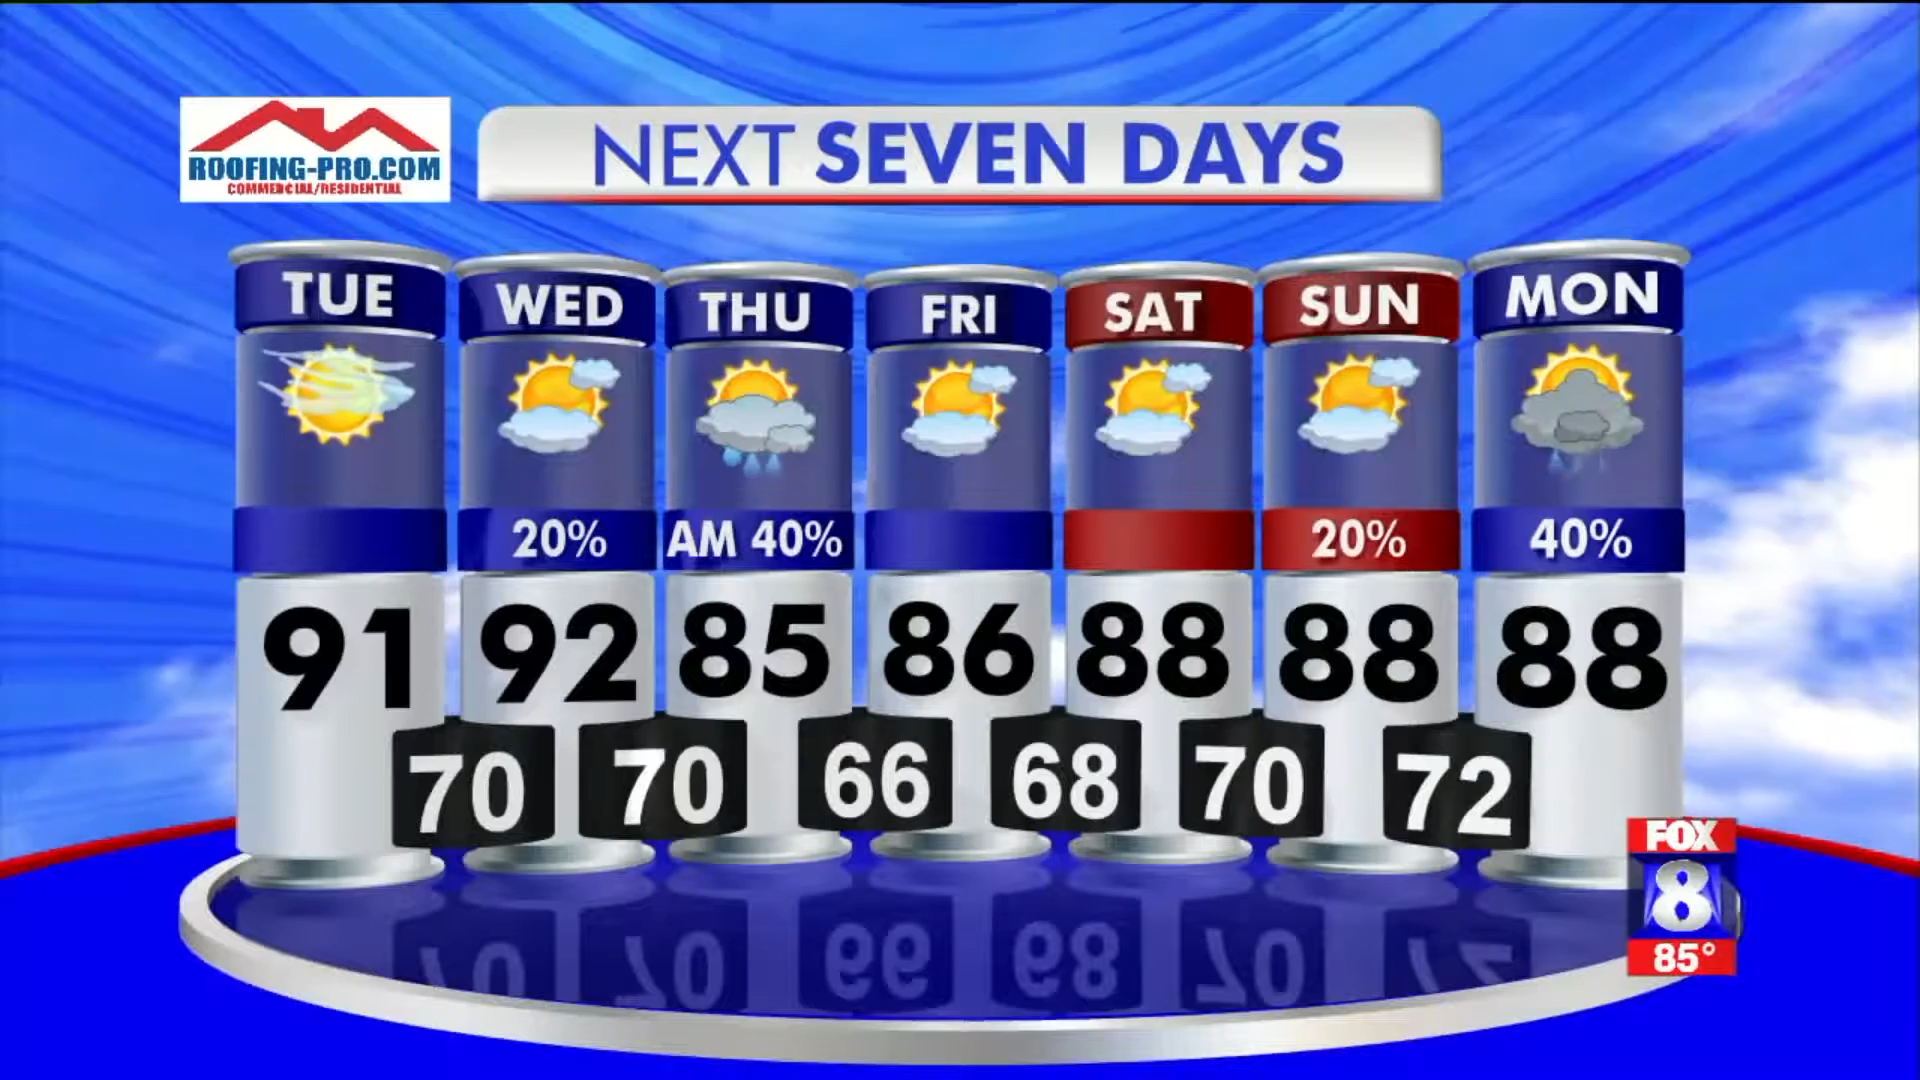 ROOFING-PRO.COM
COMMERCIAL/RESIDENTIAL
NEXT SEVEN DAYS
TUE WED THU FRI SAT SUN MON
20% AM 40% 20% 40%
91 92 85 86 88 88 88
70 70 66 68 70 72
FOX
8
85°